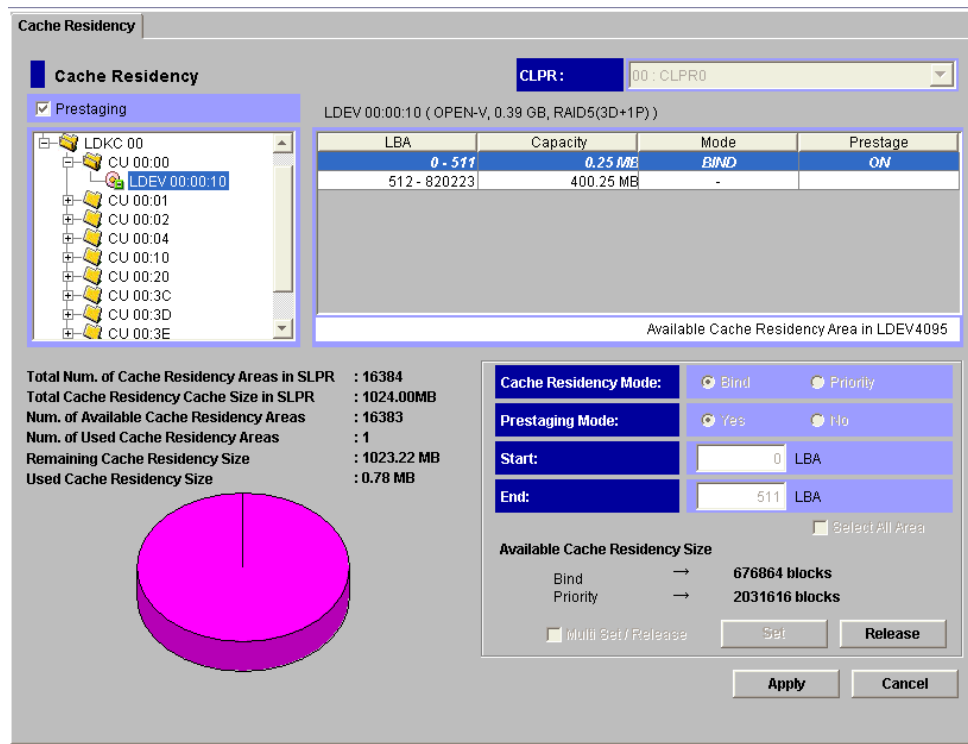 Cache Residency
Cache Residency
CLPR :
00 : CLPR0
Prestaging
LDEV 00:00:10 ( OPEN-V, 0.39 GB, RAID5(3D+1P) )
LDKC 00
CU 00:00
LDEV 00:00:10
CU 00:01
CU 00:02
CU 00:04
CU 00:10
CU 00:20
CU 00:3C
CU 00:3D
CU 00:3E
LBA Capacity Mode Prestage
0 - 511 0.25 MB BIND ON
512 - 820223 400.25 MB -
Available Cache Residency Area in LDEV4095
Total Num. of Cache Residency Areas in SLPR : 16384
Total Cache Residency Cache Size in SLPR : 1024.00MB
Num. of Available Cache Residency Areas : 16383
Num. of Used Cache Residency Areas : 1
Remaining Cache Residency Size : 1023.22 MB
Used Cache Residency Size : 0.78 MB
Cache Residency Mode: Bind Priority
Prestaging Mode: Yes No
Start: 0 LBA
End: 511 LBA
Select All Area
Available Cache Residency Size
Bind → 676864 blocks
Priority → 2031616 blocks
Multi Set / Release Set Release
Apply Cancel